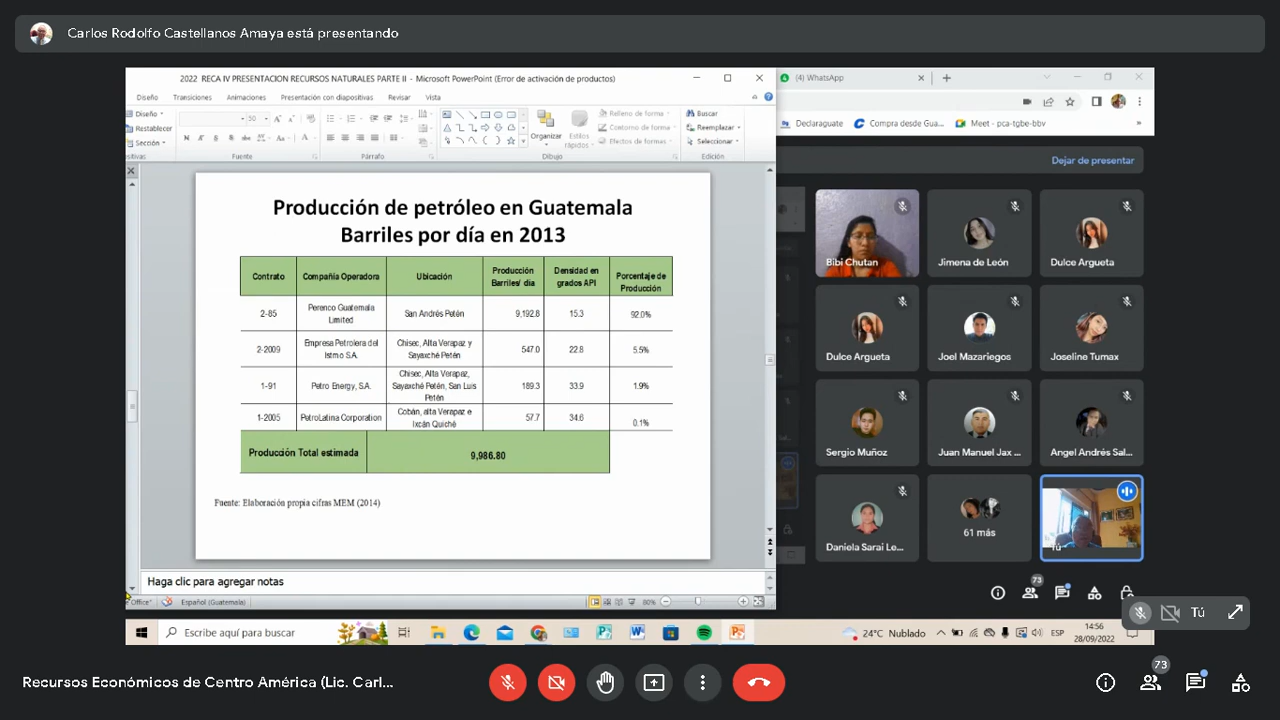 Carlos Rodolfo Castellanos Amaya está presentando
2022 RECA IV PRESENTACION RECURSOS NATURALES PARTE II - Microsoft PowerPoint (Error de activación de productos)
(4) WhatsApp
Diseño Transiciones Animaciones Presentación con diapositivas Revisar Vista
Diseño
Restablecer
Sección
Organizar
Estilos rápidos
Relleno de forma
Contorno de forma
Efectos de formas
Buscar
Reemplazar
Seleccionar
Fuente Párrafo Dibujo Edición
Declaraguate Compra desde Gua... Meet - pca-tgbe-bbv
Dejar de presentar
Producción de petróleo en Guatemala
Barriles por día en 2013
Contrato Compañía Operadora Ubicación Producción Barriles/ día Densidad en grados API Porcentaje de Producción
2-85 Perenco Guatemala Limited San Andrés Petén 9,192.8 15.3 92.0%
2-2009 Empresa Petrolera del Istmo S.A. Chisec, Alta Verapaz y Sayaxché Petén 547.0 22.8 5.5%
1-91 Petro Energy, S.A. Chisec, Alta Verapaz, Sayaxché Petén, San Luis Petén 189.3 33.9 1.9%
1-2005 PetroLatina Corporation Cobán, alta Verapaz e Ixcán Quiché 57.7 34.6 0.1%
Producción Total estimada 9,986.80
Fuente: Elaboración propia cifras MEM (2014)
Haga clic para agregar notas
Office" Español (Guatemala) 80%
Bibi Chutan Jimena de León Dulce Argueta
Dulce Argueta Joel Mazariegos Joseline Tumax
Sergio Muñoz Juan Manuel Jax ... Angel Andrés Sal...
Daniela Sarai Le... 61 más Tú
73
Tú
Escribe aquí para buscar
24°C Nublado ESP 14:56
28/09/2022
Recursos Económicos de Centro América (Lic. Carl...
73